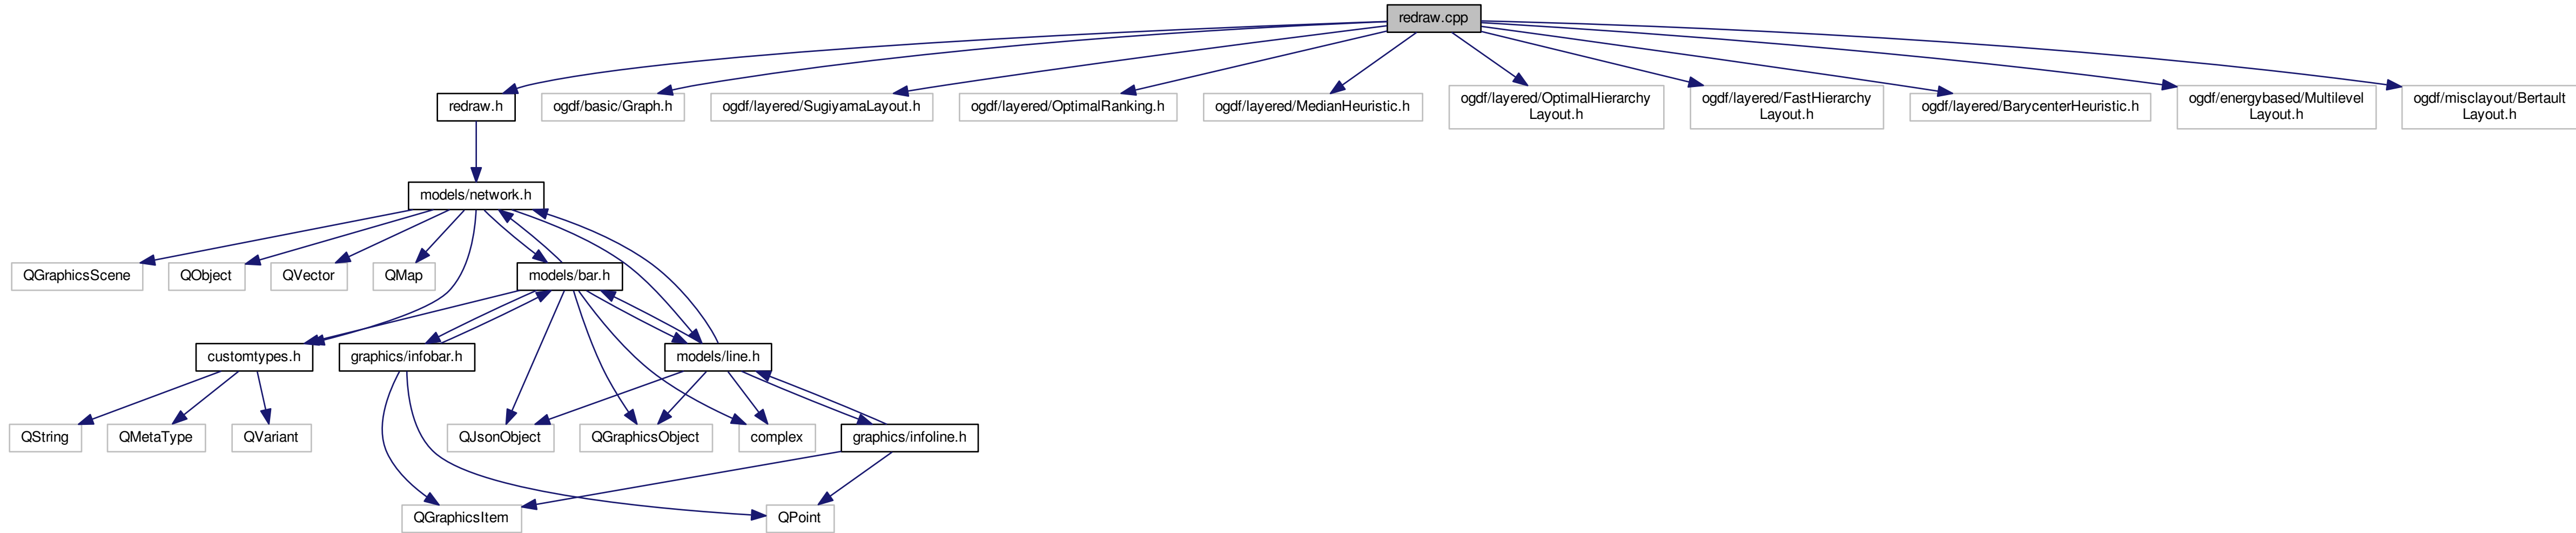 redraw.cpp
redraw.h
ogdf/basic/Graph.h
ogdf/layered/SugiyamaLayout.h
ogdf/layered/OptimalRanking.h
ogdf/layered/MedianHeuristic.h
ogdf/layered/OptimalHierarchy
Layout.h
ogdf/layered/FastHierarchy
Layout.h
ogdf/layered/BarycenterHeuristic.h
ogdf/energybased/Multilevel
Layout.h
ogdf/misclayout/Bertault
Layout.h
models/network.h
QGraphicsScene
QObject
QVector
QMap
models/bar.h
customtypes.h
graphics/infobar.h
models/line.h
QString
QMetaType
QVariant
QJsonObject
QGraphicsObject
complex
graphics/infoline.h
QGraphicsItem
QPoint